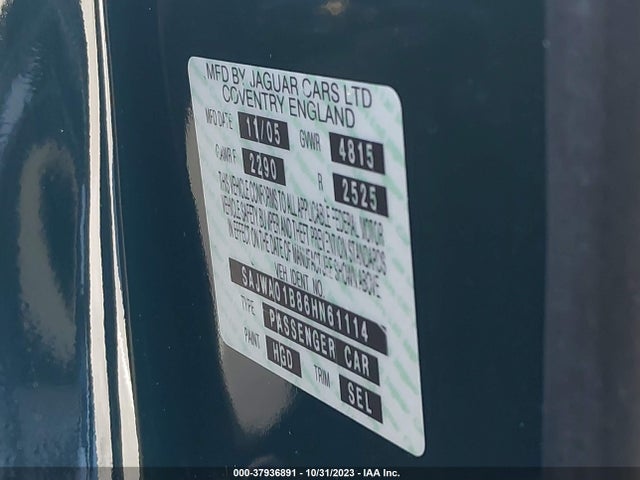 MFD BY JAGUAR CARS LTD
COVENTRY ENGLAND
MFD DATE 11/05 GVWR 4815
GAWR F 2290 R 2525
THIS VEHICLE CONFORMS TO ALL APPLICABLE FEDERAL MOTOR
VEHICLE SAFETY BUMPER AND THEFT PREVENTION STANDARDS
IN EFFECT ON THE DATE OF MANUFACTURE SHOWN ABOVE.
VEH. IDENT. NO.
SAJWA01B86HN61114
TYPE PASSENGER CAR
PAINT HGD TRIM SEL
000-37936891 - 10/31/2023 - IAA Inc.